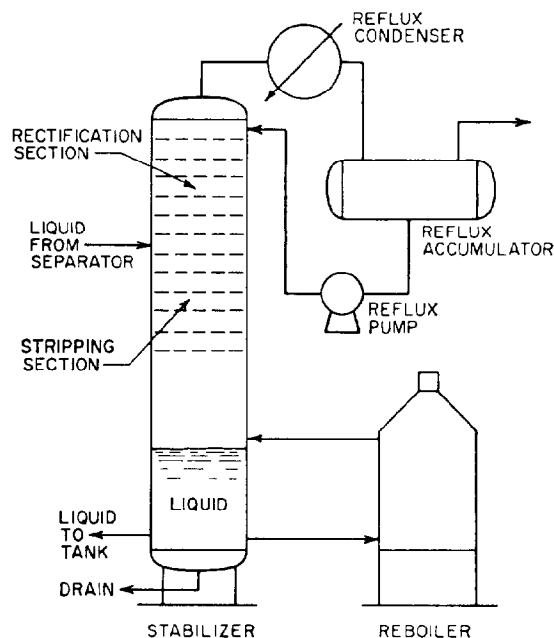 REFLUX
CONDENSER
RECTIFICATION
SECTION
LIQUID
FROM
SEPARATOR
REFLUX
ACCUMULATOR
REFLUX
PUMP
STRIPPING
SECTION
LIQUID
LIQUID
TO
TANK
DRAIN
STABILIZER
REBOILER